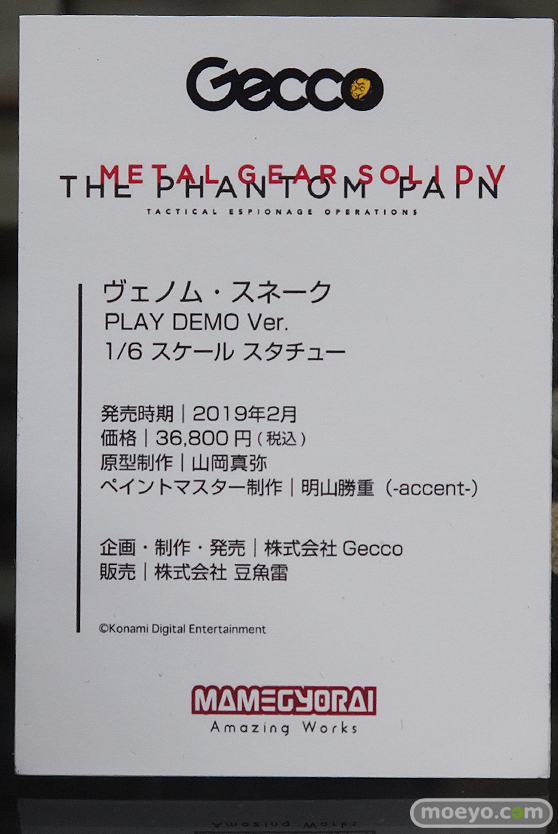 Gecco
METAL GEAR SOLID V
THE PHANTOM PAIN
TACTICAL ESPIONAGE OPERATIONS
ヴェノム・スネーク
PLAY DEMO Ver.
1/6 スケール スタチュー
発売時期｜2019年2月
価格｜36,800円(税込)
原型制作｜山岡真弥
ペイントマスター制作｜明山勝重（-accent-）
企画・制作・発売｜株式会社 Gecco
販売｜株式会社 豆魚雷
©Konami Digital Entertainment
MAMEGYORAI
Amazing Works
Amazing Works
moeyo.com